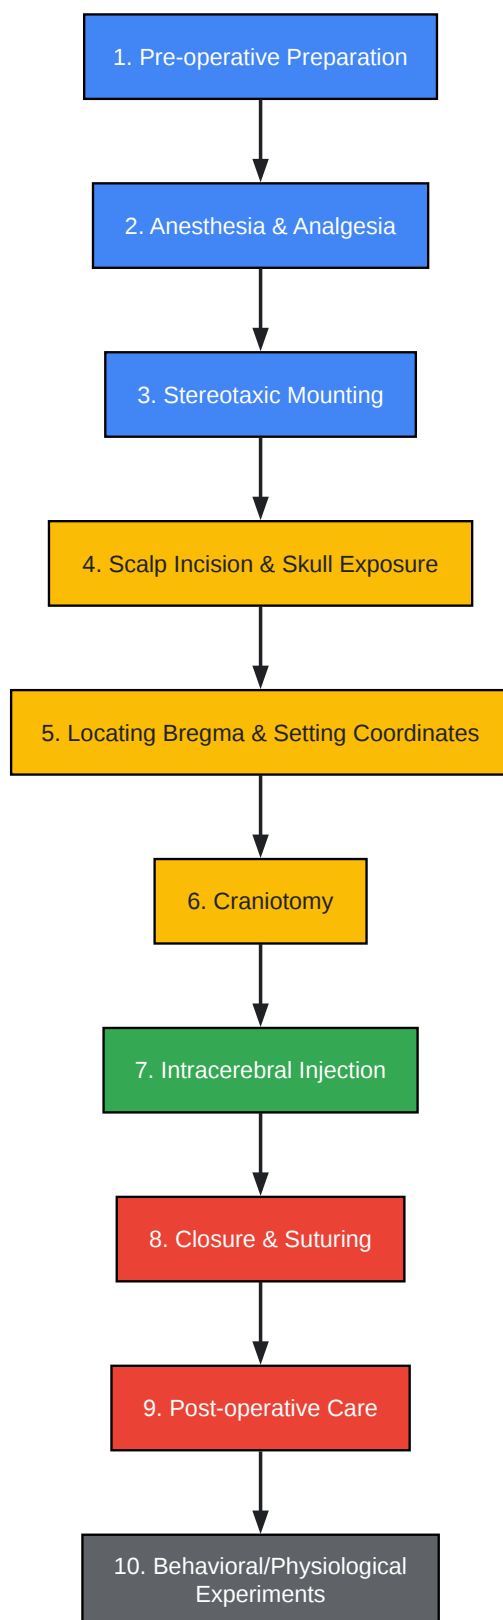 1. Pre-operative Preparation
2. Anesthesia & Analgesia
3. Stereotaxic Mounting
4. Scalp Incision & Skull Exposure
5. Locating Bregma & Setting Coordinates
6. Craniotomy
7. Intracerebral Injection
8. Closure & Suturing
9. Post-operative Care
10. Behavioral/Physiological
Experiments